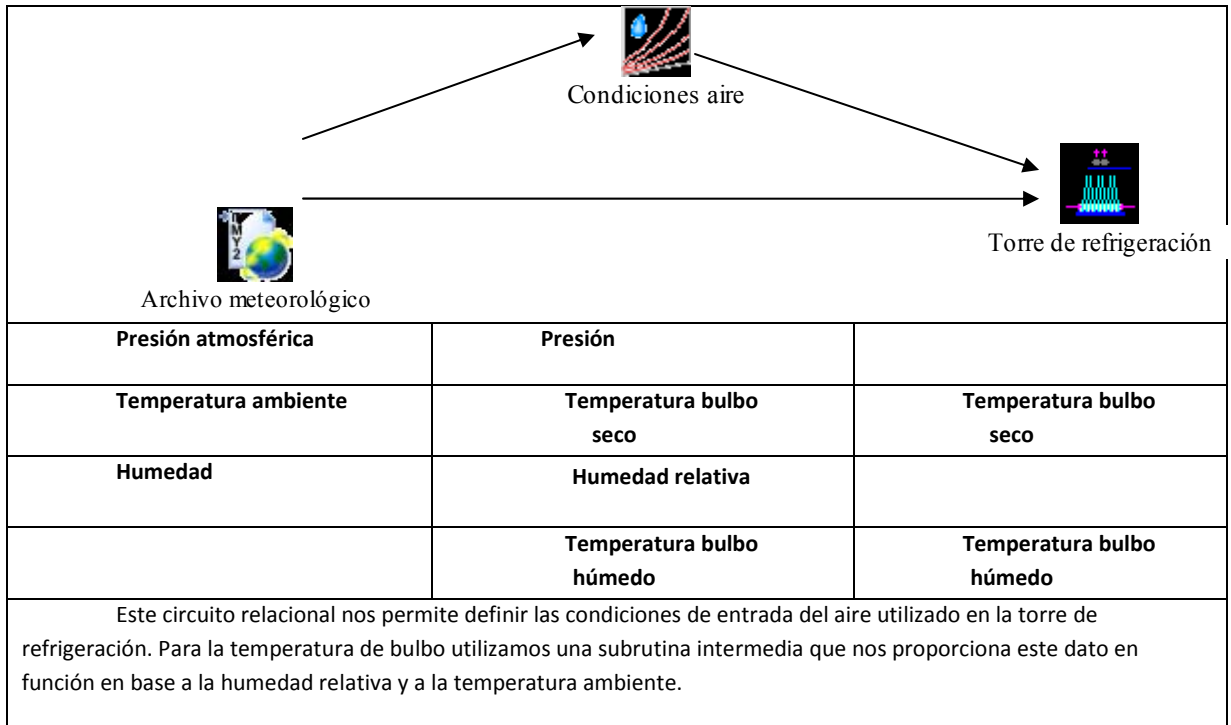 Condiciones aire
TMY2
Torre de refrigeración
Archivo meteorológico
Presión atmosférica
Presión
Temperatura ambiente
Temperatura bulbo
seco
Temperatura bulbo
seco
Humedad
Humedad relativa
Temperatura bulbo
húmedo
Temperatura bulbo
húmedo
Este circuito relacional nos permite definir las condiciones de entrada del aire utilizado en la torre de
refrigeración. Para la temperatura de bulbo utilizamos una subrutina intermedia que nos proporciona este dato en
función en base a la humedad relativa y a la temperatura ambiente.